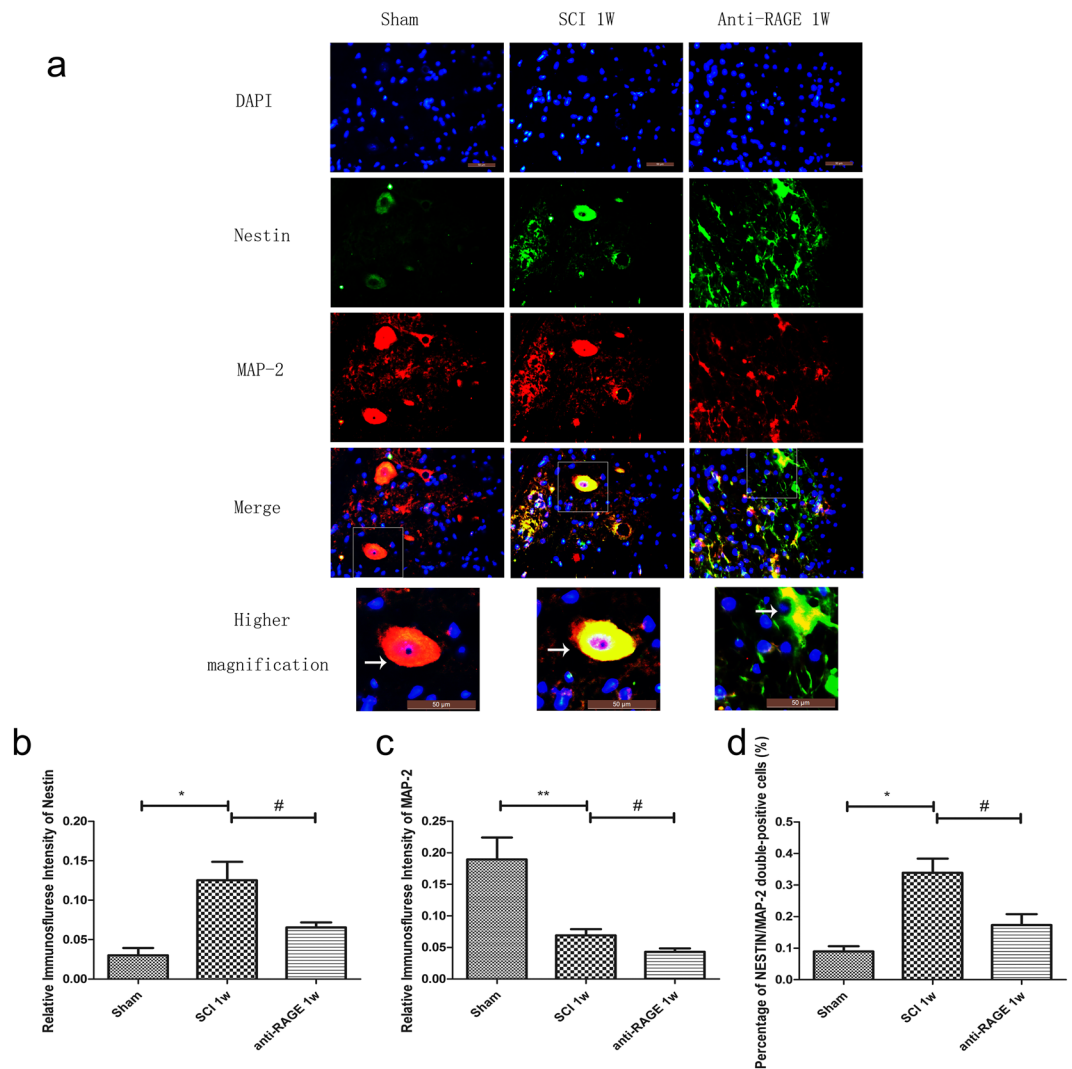 Sham
SCI 1W
Anti-RAGE 1W
a
DAPI
Nestin
MAP-2
Merge
Higher
magnification
50 μm
50 μm
50 μm
b
Relative Immunosflurese Intensity of Nestin
0.20
0.15
0.10
0.05
0.00
*
#
Sham
SCI 1w
anti-RAGE 1w
c
Relative Immunosflurese Intensity of MAP-2
0.25
0.20
0.15
0.10
0.05
0.00
**
#
Sham
SCI 1w
anti-RAGE 1w
d
Percentage of NESTIN/MAP-2 double-positive cells (%)
0.5
0.4
0.3
0.2
0.1
0.0
*
#
Sham
SCI 1w
anti-RAGE 1w